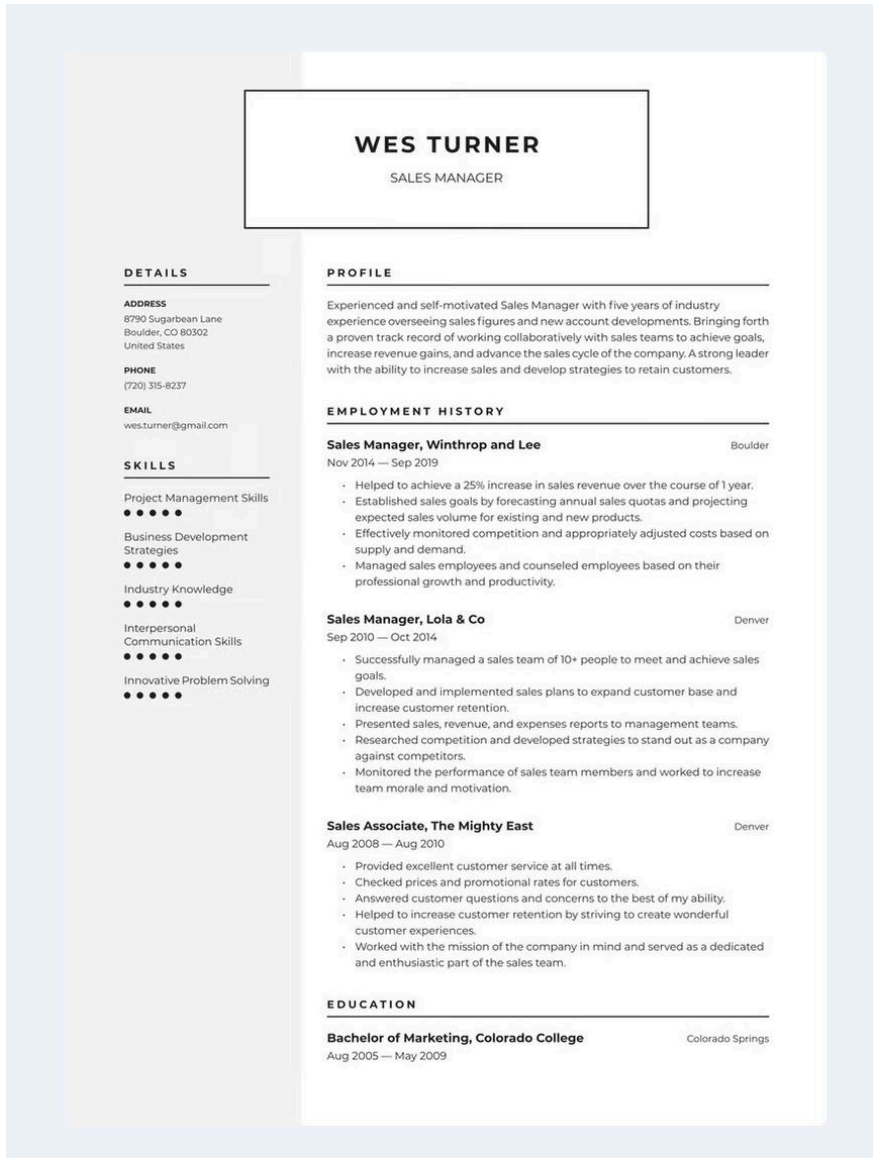 WES TURNER
SALES MANAGER
DETAILS
ADDRESS
8790 Sugarbean Lane
Boulder, CO 80302
United States
PHONE
(720) 315-8237
EMAIL
wes.turner@gmail.com
SKILLS
Project Management Skills
Business Development
Strategies
Industry Knowledge
Interpersonal
Communication Skills
Innovative Problem Solving
PROFILE
Experienced and self-motivated Sales Manager with five years of industry
experience overseeing sales figures and new account developments. Bringing forth
a proven track record of working collaboratively with sales teams to achieve goals,
increase revenue gains, and advance the sales cycle of the company. A strong leader
with the ability to increase sales and develop strategies to retain customers.
EMPLOYMENT HISTORY
Sales Manager, Winthrop and Lee Boulder
Nov 2014 — Sep 2019
• Helped to achieve a 25% increase in sales revenue over the course of 1 year.
• Established sales goals by forecasting annual sales quotas and projecting
expected sales volume for existing and new products.
• Effectively monitored competition and appropriately adjusted costs based on
supply and demand.
• Managed sales employees and counseled employees based on their
professional growth and productivity.
Sales Manager, Lola & Co Denver
Sep 2010 — Oct 2014
• Successfully managed a sales team of 10+ people to meet and achieve sales
goals.
• Developed and implemented sales plans to expand customer base and
increase customer retention.
• Presented sales, revenue, and expenses reports to management teams.
• Researched competition and developed strategies to stand out as a company
against competitors.
• Monitored the performance of sales team members and worked to increase
team morale and motivation.
Sales Associate, The Mighty East Denver
Aug 2008 — Aug 2010
• Provided excellent customer service at all times.
• Checked prices and promotional rates for customers.
• Answered customer questions and concerns to the best of my ability.
• Helped to increase customer retention by striving to create wonderful
customer experiences.
• Worked with the mission of the company in mind and served as a dedicated
and enthusiastic part of the sales team.
EDUCATION
Bachelor of Marketing, Colorado College Colorado Springs
Aug 2005 — May 2009